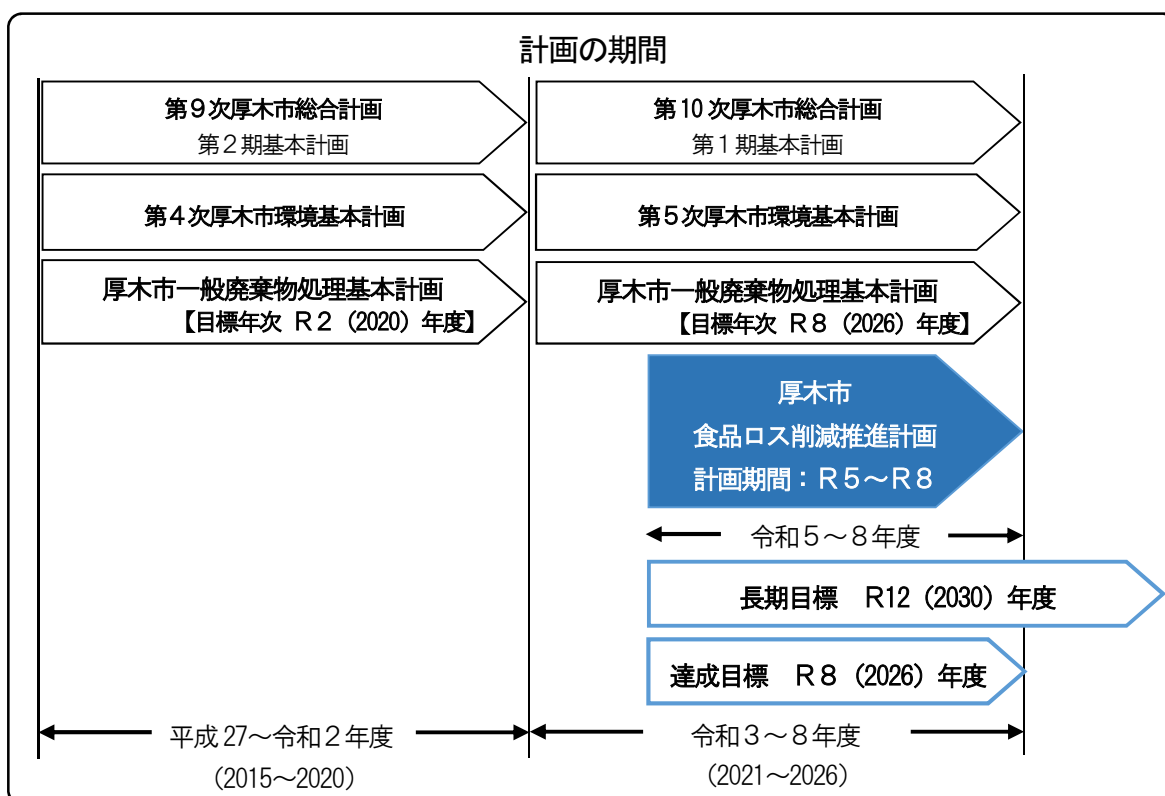 計画の期間
第9次厚木市総合計画
第2期基本計画
第10次厚木市総合計画
第1期基本計画
第4次厚木市環境基本計画
第5次厚木市環境基本計画
厚木市一般廃棄物処理基本計画
【目標年次 R2（2020）年度】
厚木市一般廃棄物処理基本計画
【目標年次 R8（2026）年度】
厚木市
食品ロス削減推進計画
計画期間：R5～R8
令和5～8年度
長期目標 R12（2030）年度
達成目標 R8（2026）年度
平成27～令和2年度
（2015～2020）
令和3～8年度
（2021～2026）